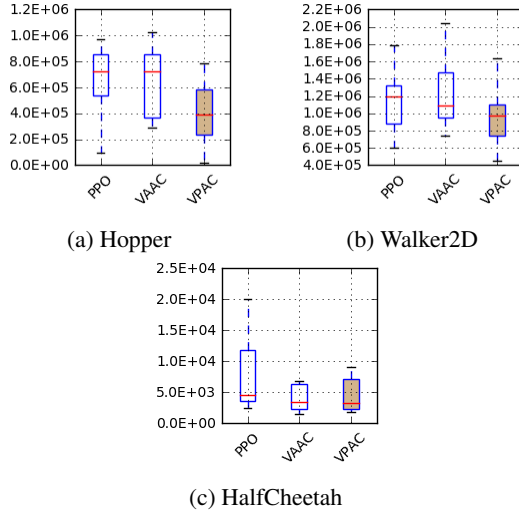 1.2E+06
1.0E+06
8.0E+05
6.0E+05
4.0E+05
2.0E+05
0.0E+00
PPO
VAAC
VPAC
(a) Hopper
2.2E+06
2.0E+06
1.8E+06
1.6E+06
1.4E+06
1.2E+06
1.0E+06
8.0E+05
6.0E+05
4.0E+05
PPO
VAAC
VPAC
(b) Walker2D
2.5E+04
2.0E+04
1.5E+04
1.0E+04
5.0E+03
0.0E+00
PPO
VAAC
VPAC
(c) HalfCheetah